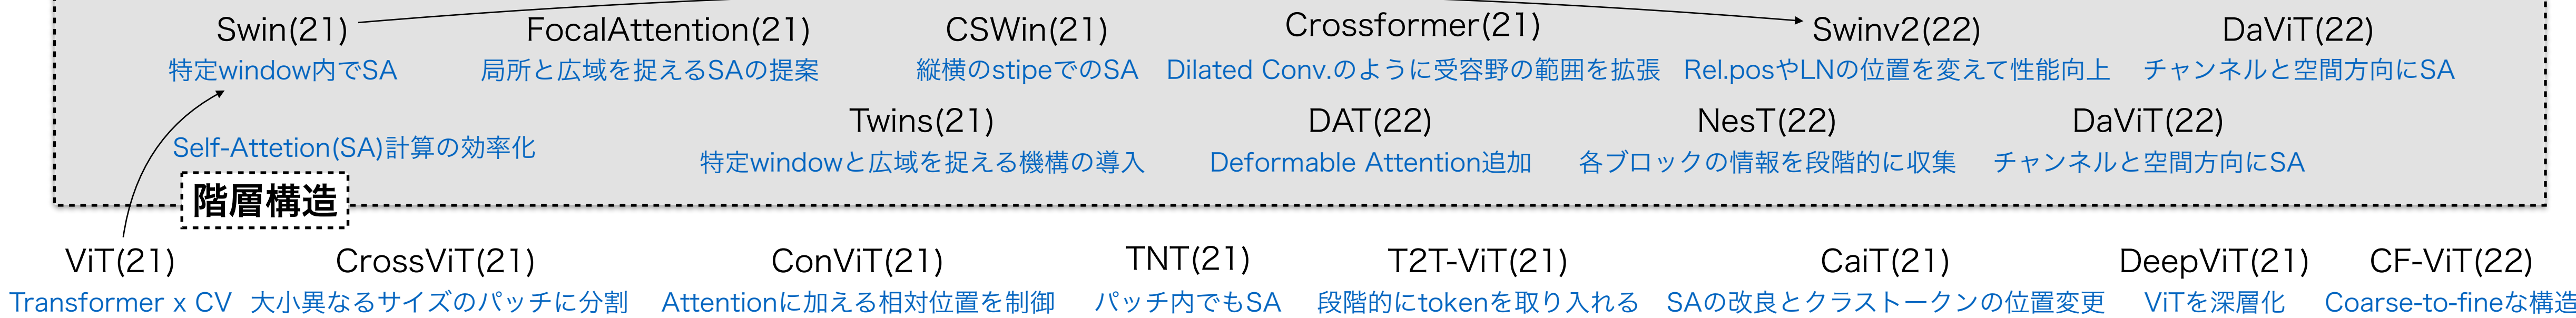 Swin(21) FocalAttention(21) CSWin(21) Crossformer(21) Swinv2(22) DaViT(22)
特定window内でSA 局所と広域を捉えるSAの提案 縦横のstipeでのSA Dilated Conv.のように受容野の範囲を拡張 Rel.posやLNの位置を変えて性能向上 チャンネルと空間方向にSA
Twins(21) DAT(22) NesT(22) DaViT(22)
Self-Attetion(SA)計算の効率化
特定windowと広域を捉える機構の導入 Deformable Attention追加 各ブロックの情報を段階的に収集 チャンネルと空間方向にSA
階層構造
ViT(21) CrossViT(21) ConViT(21) TNT(21) T2T-ViT(21) CaiT(21) DeepViT(21) CF-ViT(22)
Transformer x CV 大小異なるサイズのパッチに分割 Attentionに加える相対位置を制御 パッチ内でもSA 段階的にtokenを取り入れる SAの改良とクラストークンの位置変更 ViTを深層化 Coarse-to-fineな構造